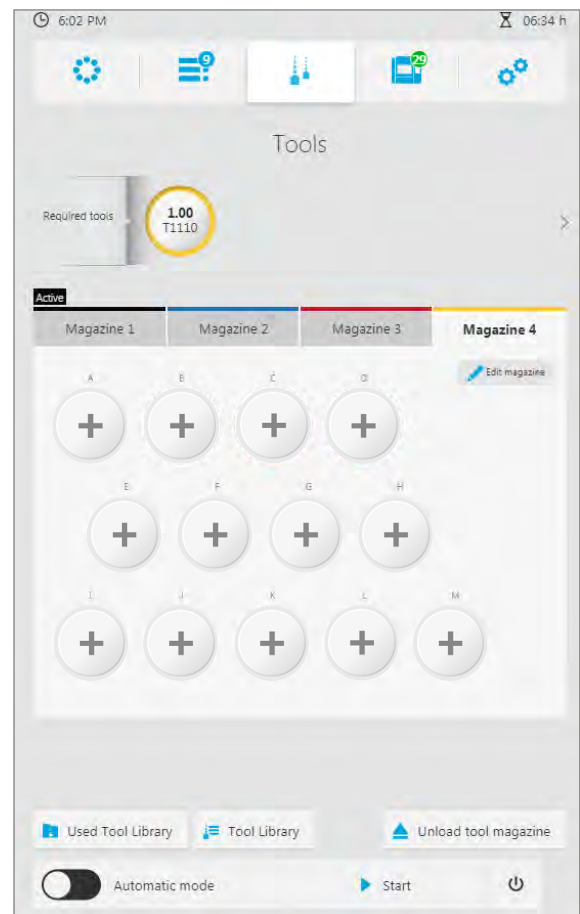 6:02 PM 06:34 h
9 29
Tools
Required tools
1.00
T1110
Active
Magazine 1 Magazine 2 Magazine 3 Magazine 4
Edit magazine
A B C D
E F G H
I J K L M
Used Tool Library Tool Library Unload tool magazine
Automatic mode Start